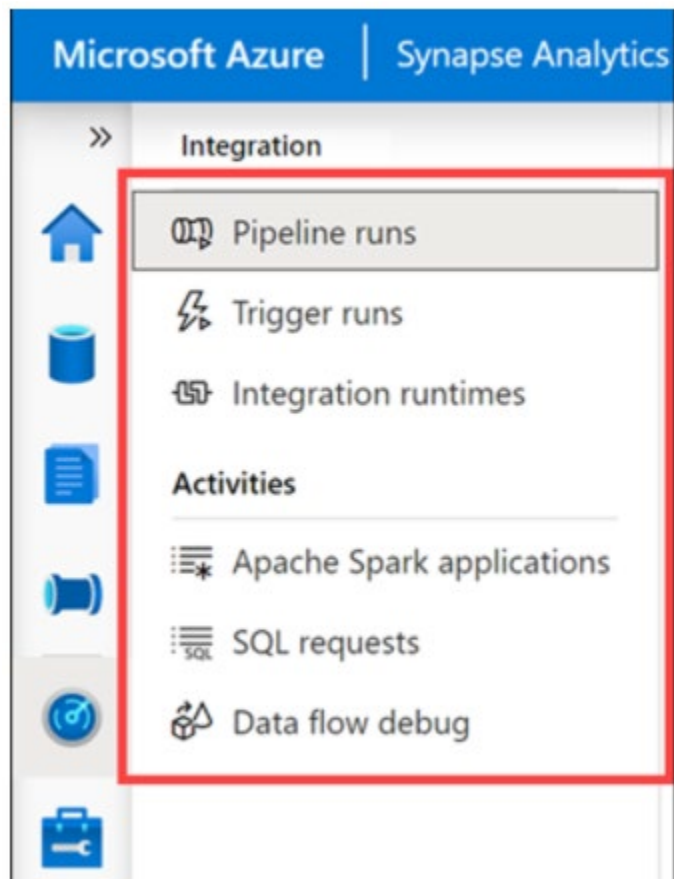 Microsoft Azure | Synapse Analytics
»
Integration
Pipeline runs
Trigger runs
Integration runtimes
Activities
Apache Spark applications
SQL requests
Data flow debug